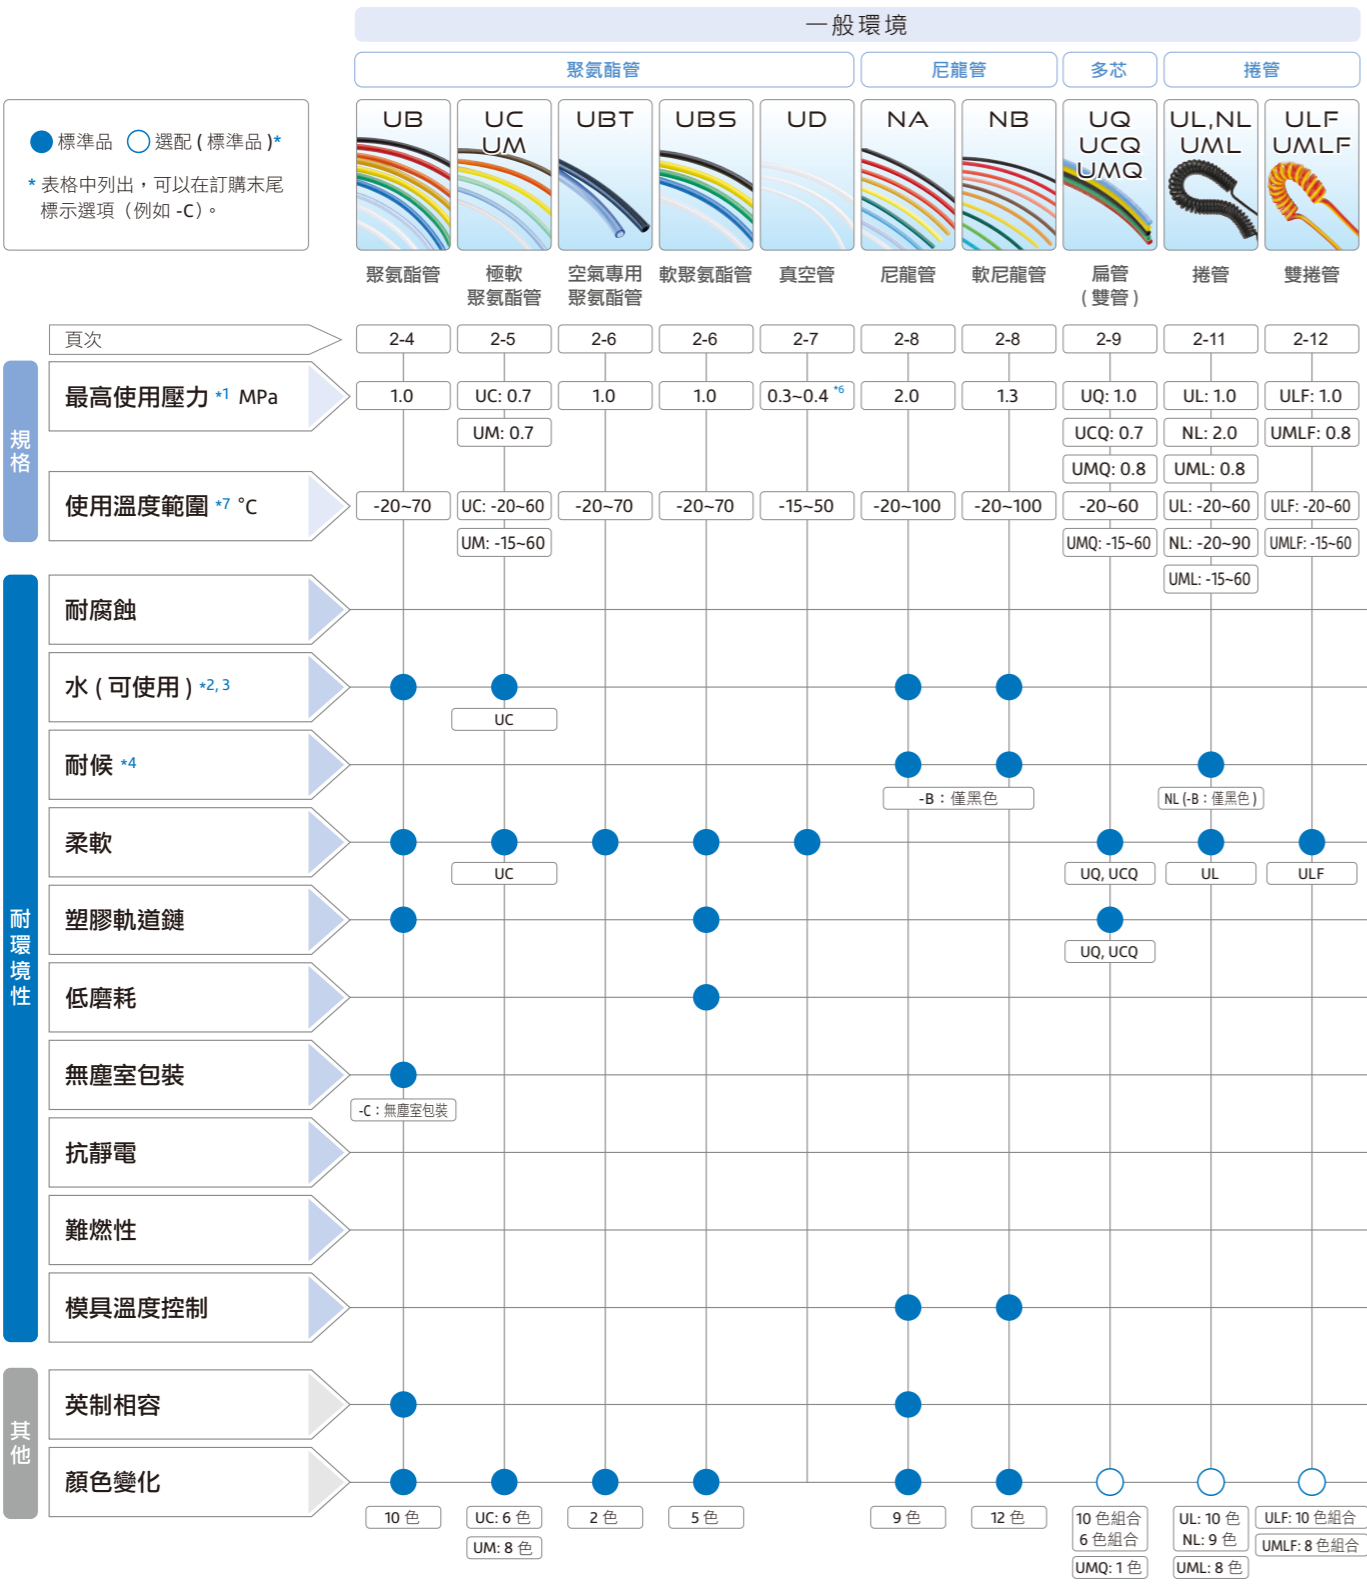 一般環境
聚氨酯管 尼龍管 多芯 捲管
標準品 選配 ( 標準品 )*
* 表格中列出，可以在訂購末尾
標示選項（例如 -C）。
UB UC UM UBT UBS UD NA NB UQ UCQ UMQ UL,NL UML ULF UMLF
聚氨酯管 極軟 聚氨酯管 空氣專用 聚氨酯管 軟聚氨酯管 真空管 尼龍管 軟尼龍管 扁管 ( 雙管 ) 捲管 雙捲管
頁次 2-4 2-5 2-6 2-6 2-7 2-8 2-8 2-9 2-11 2-12
規格
最高使用壓力 *1 MPa 1.0 UC: 0.7 1.0 1.0 0.3~0.4 *6 2.0 1.3 UQ: 1.0 UL: 1.0 ULF: 1.0
UM: 0.7 UCQ: 0.7 NL: 2.0 UMLF: 0.8
UMQ: 0.8 UML: 0.8
使用溫度範圍 *7 °C -20~70 UC: -20~60 -20~70 -20~70 -15~50 -20~100 -20~100 -20~60 UL: -20~60 ULF: -20~60
UM: -15~60 UMQ: -15~60 NL: -20~90 UMLF: -15~60
UML: -15~60
耐環境性
耐腐蝕
水 ( 可使用 ) *2, 3
UC
耐候 *4
-B：僅黑色 NL (-B：僅黑色 )
柔軟
UC UQ, UCQ UL ULF
塑膠軌道鏈
UQ, UCQ
低磨耗
無塵室包裝
-C：無塵室包裝
抗靜電
難燃性
模具溫度控制
其他
英制相容
顏色變化
10 色 UC: 6 色 2 色 5 色 9 色 12 色 10 色組合 UL: 10 色 ULF: 10 色組合
6 色組合 NL: 9 色
UM: 8 色 UMLF: 8 色組合
UMQ: 1 色 UML: 8 色